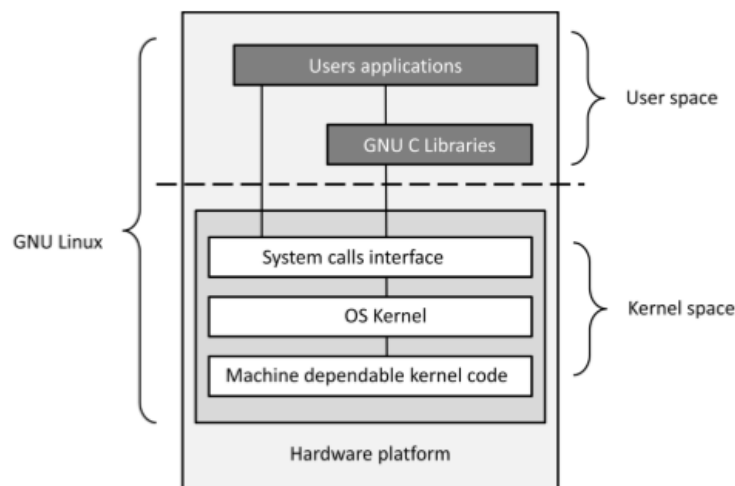 Users applications
User space
GNU C Libraries
GNU Linux
System calls interface
OS Kernel
Kernel space
Machine dependable kernel code
Hardware platform